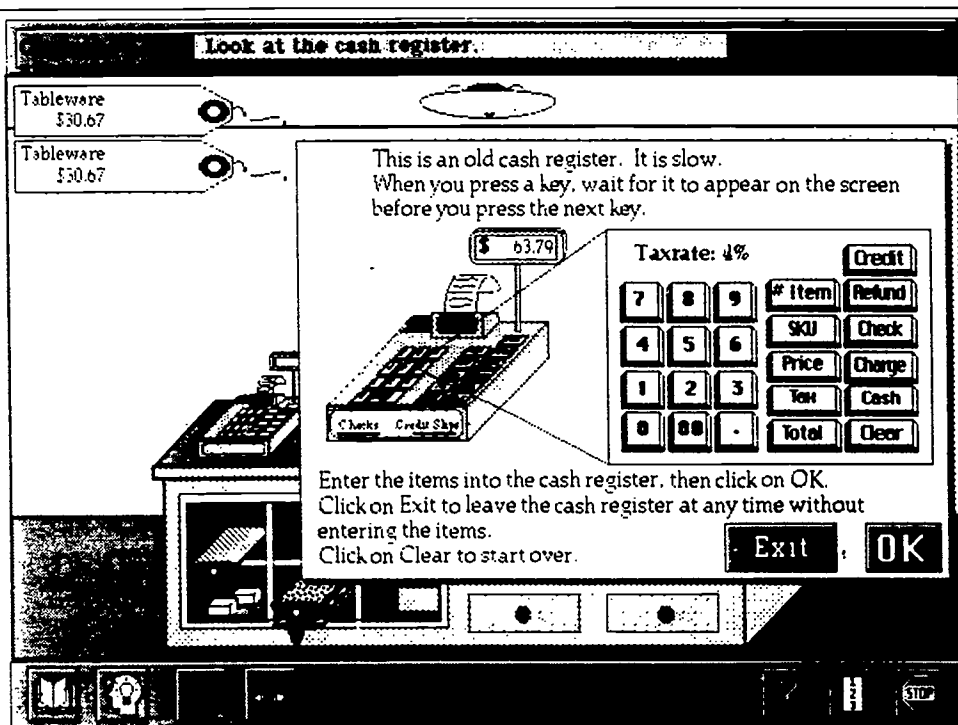 Look at the cash register.
Tableware
$30.67
Tableware
$30.67
This is an old cash register. It is slow.
When you press a key, wait for it to appear on the screen
before you press the next key.
$ 63.79
Taxrate: 4%
Credit
7 8 9 # Item Refund
4 5 6 SKU Check
Price Charge
1 2 3 Tax Cash
0 00 . Total Clear
Checks Credit Slips
Enter the items into the cash register, then click on OK.
Click on Exit to leave the cash register at any time without
entering the items.
Click on Clear to start over.
Exit OK
STOP